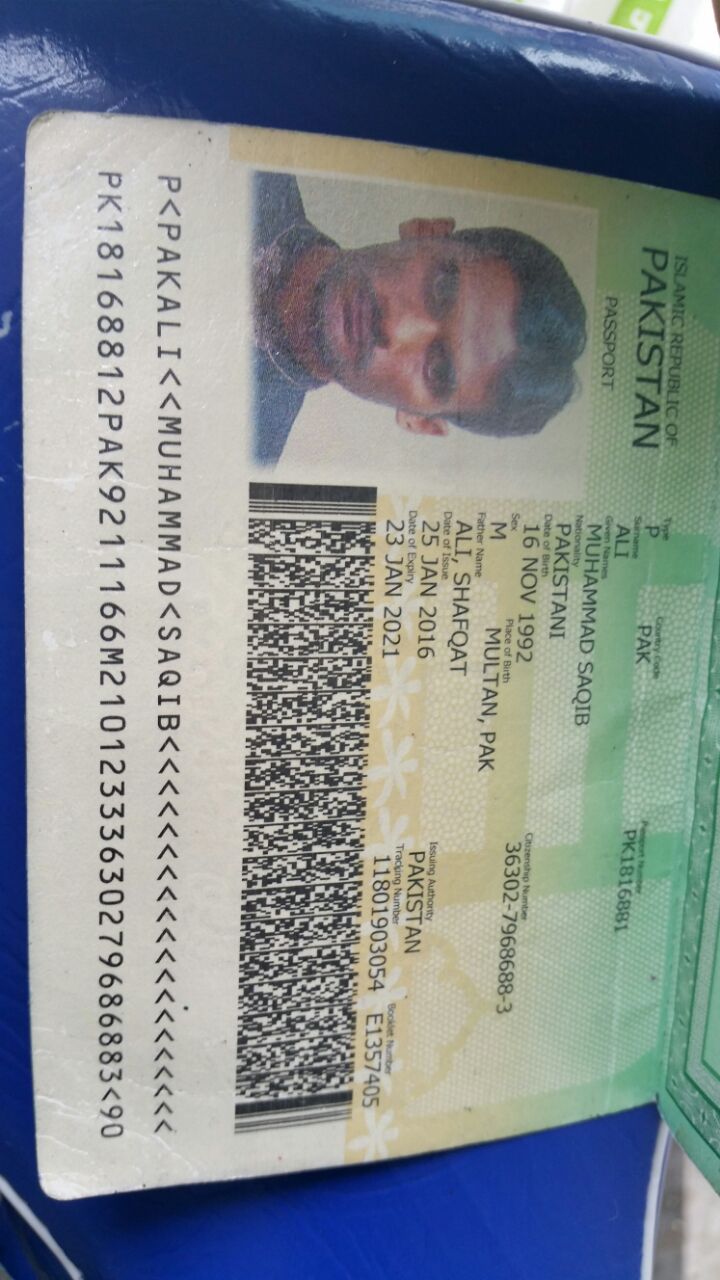 ISLAMIC REPUBLIC OF
PAKISTAN
PASSPORT
Type Country Code Passport Number
P PAK PK1816881
Surname
ALI
Given Names
MUHAMMAD SAQIB
Nationality
PAKISTANI
Date of Birth Citizenship Number
16 NOV 1992 36302-7968688-3
Sex Place of Birth
M MULTAN, PAK
Father Name
ALI, SHAFQAT
Date of Issue Issuing Authority
25 JAN 2016 PAKISTAN
Date of Expiry Tracking Number Booklet Number
23 JAN 2021 11801903054 E1357405
P<PAKALI<<MUHAMMAD<SAQIB<<<<<<<<<<<<<<<<<<<<
PK18168812PAK9211166M21012333630279686883<90